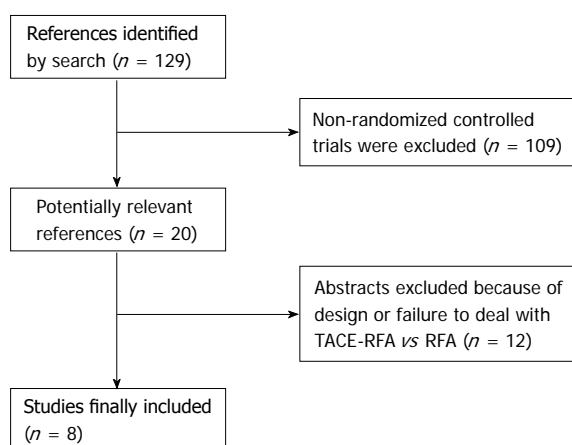 References identified
by search (n = 129)
Non-randomized controlled
trials were excluded (n = 109)
Potentially relevant
references (n = 20)
Abstracts excluded because of
design or failure to deal with
TACE-RFA vs RFA (n = 12)
Studies finally included
(n = 8)